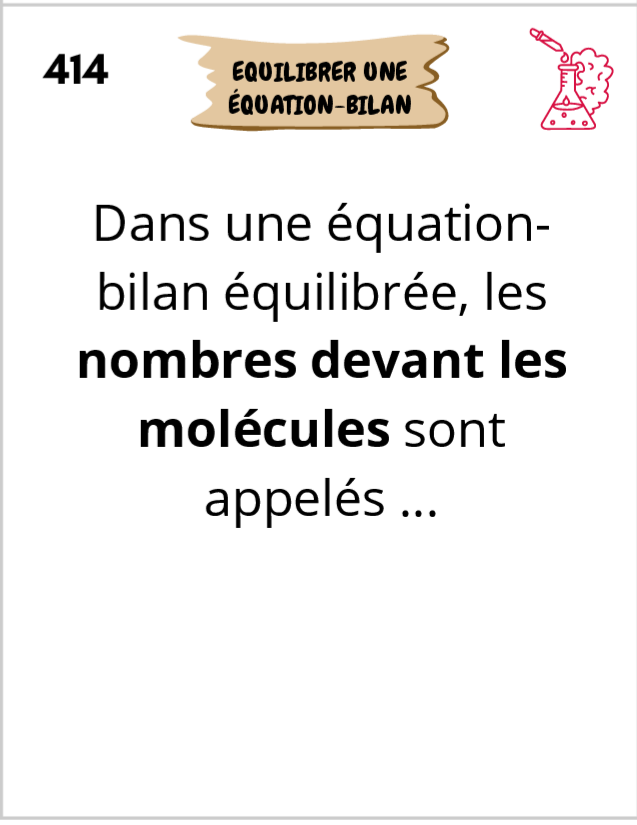 414
EQUILIBRER UNE
ÉQUATION-BILAN
Dans une équation-
bilan équilibrée, les
nombres devant les
molécules sont
appelés ...